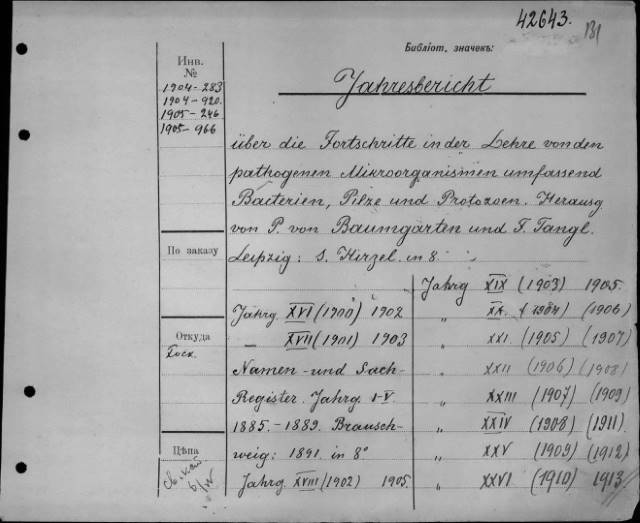 42643.
Библіот. значекъ:
Инв.
№
1904-283
1904-920.
1905-246
1905-966
Jahresbericht
über die Fortschritte in der Lehre von den
pathogenen Mikroorganismen umfassend
Bacterien, Pilze und Protozoen. Herausg
von P. von Baumgarten und F. Tangl.
Leipzig: S. Hirzel. in 8.
По заказу
Откуда
Цѣна
Jahrg. XVI (1900) 1902
— XVII (1901) 1903
Namen- und Sach-
Register. Jahrg. I-V.
1885.-1889. Braunsch-
weig: 1891. in 8°
Jahrg. XVIII (1902) 1905.
Jahrg XIX (1903) 1905.
„ XX. (1904) (1906)
„ XXI. (1905) (1907)
„ XXII (1906) (1908)
„ XXIII (1907) (1909)
„ XXIV (1908) (1911).
„ XXV (1909) (1912)
„ XXVI (1910) 1913.